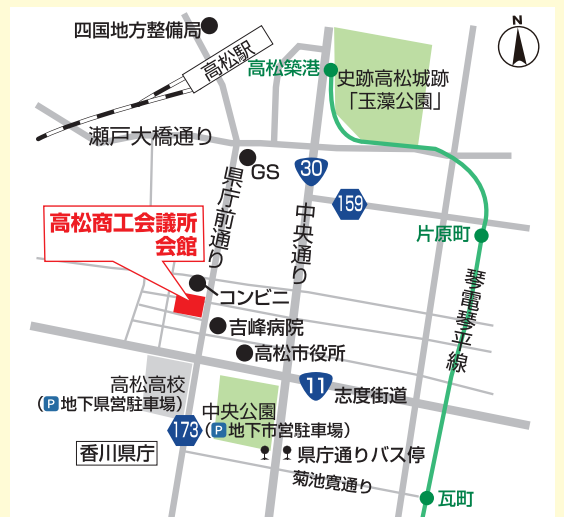 四国地方整備局
N
高松駅
高松築港
史跡高松城跡
「玉藻公園」
瀬戸大橋通り
GS
30
159
県庁前通り
中央通り
高松商工会議所
会館
片原町
コンビニ
琴電琴平線
吉峰病院
高松市役所
11
志度街道
高松高校
(P地下県営駐車場)
中央公園
(P地下市営駐車場)
173
香川県庁
県庁通りバス停
菊池寛通り
瓦町